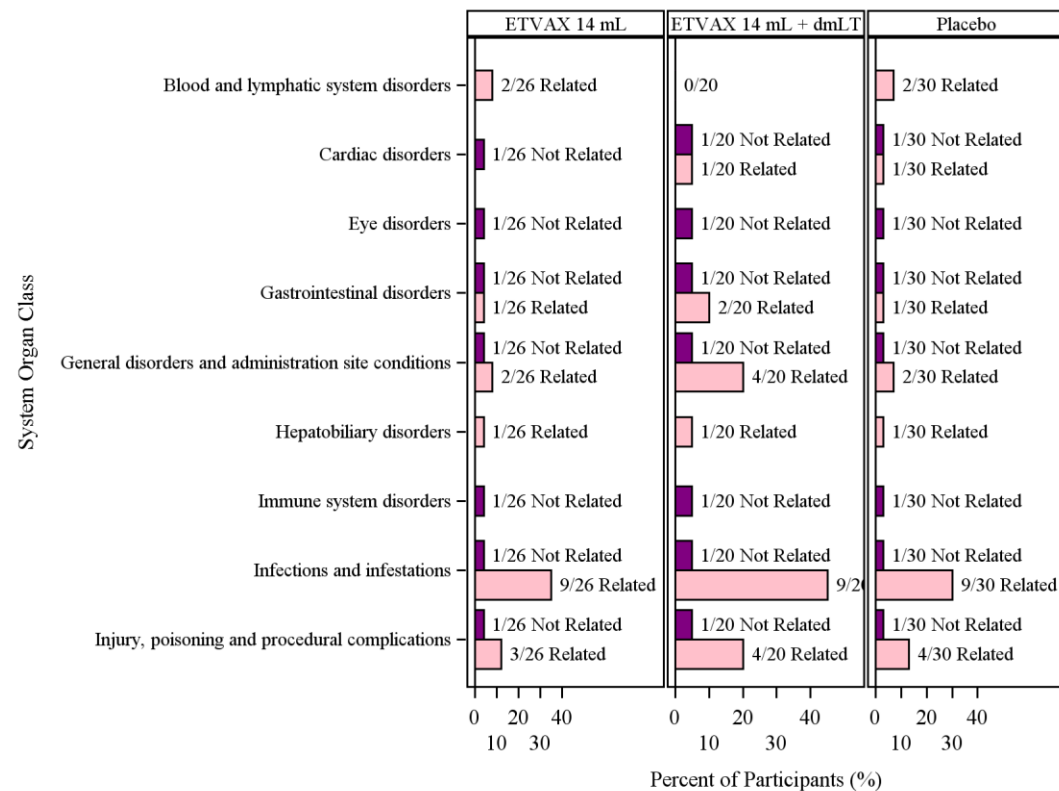 ETVAX 14 mL
ETVAX 14 mL + dmLT
Placebo
System Organ Class
Blood and lymphatic system disorders
2/26 Related
0/20
2/30 Related
Cardiac disorders
1/26 Not Related
1/20 Not Related
1/20 Related
1/30 Not Related
1/30 Related
Eye disorders
1/26 Not Related
1/20 Not Related
1/30 Not Related
Gastrointestinal disorders
1/26 Not Related
1/26 Related
1/20 Not Related
2/20 Related
1/30 Not Related
1/30 Related
General disorders and administration site conditions
1/26 Not Related
2/26 Related
1/20 Not Related
4/20 Related
1/30 Not Related
2/30 Related
Hepatobiliary disorders
1/26 Related
1/20 Related
1/30 Related
Immune system disorders
1/26 Not Related
1/20 Not Related
1/30 Not Related
Infections and infestations
1/26 Not Related
9/26 Related
1/20 Not Related
1/30 Not Related
9/30 Related
Injury, poisoning and procedural complications
1/26 Not Related
3/26 Related
1/20 Not Related
4/20 Related
1/30 Not Related
4/30 Related
0 20 40
10 30
0 20 40
10 30
0 20 40
10 30
Percent of Participants (%)